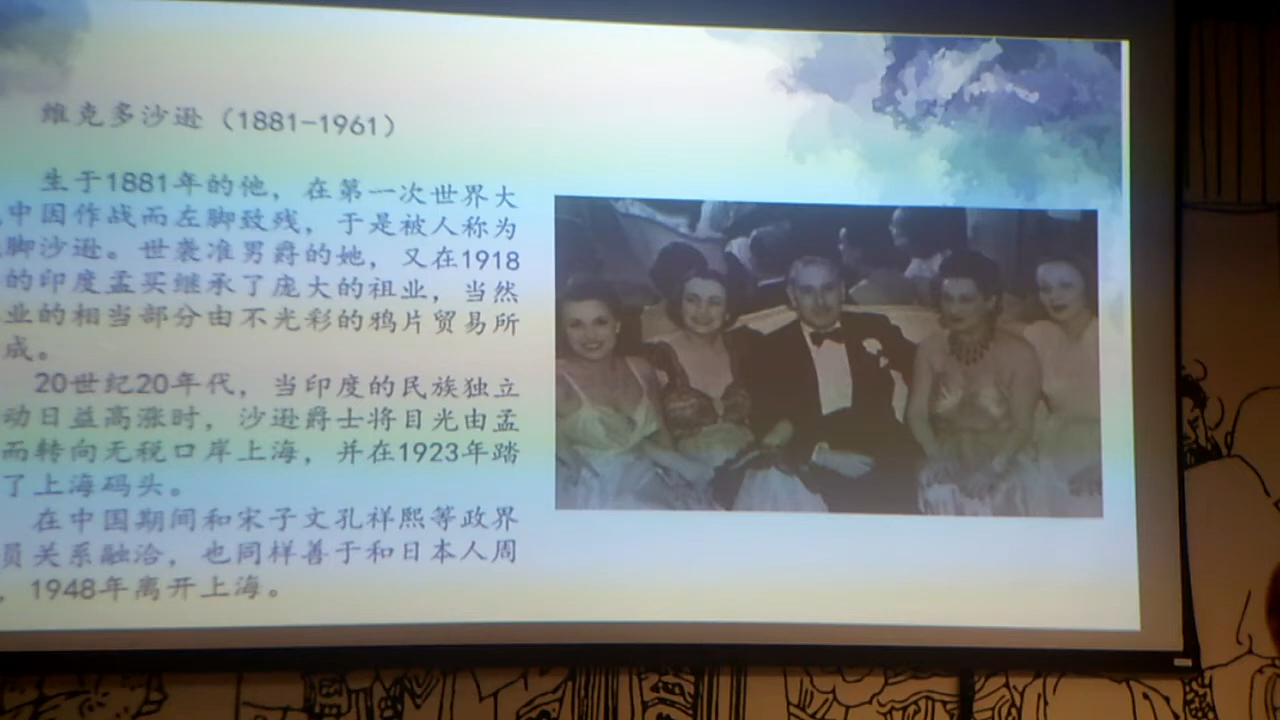 维克多沙逊（1881-1961）
生于1881年的他，在第一次世界大
中国作战而左脚致残，于是被人称为
脚沙逊。世袭准男爵的她，又在1918
的印度孟买继承了庞大的祖业，当然
业的相当部分由不光彩的鸦片贸易所
成。
20世纪20年代，当印度的民族独立
动日益高涨时，沙逊爵士将目光由孟
而转向无税口岸上海，并在1923年踏
了上海码头。
在中国期间和宋子文孔祥熙等政界
员关系融洽，也同样善于和日本人周
，1948年离开上海。